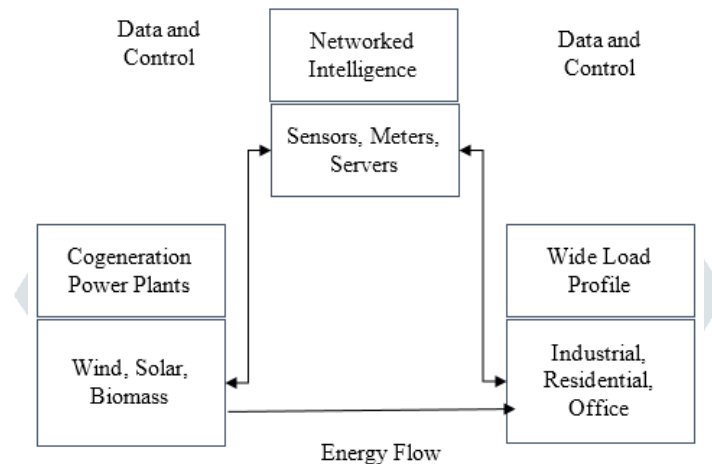 Data and
Control
Networked
Intelligence
Data and
Control
Sensors, Meters,
Servers
Cogeneration
Power Plants
Wide Load
Profile
Wind, Solar,
Biomass
Industrial,
Residential,
Office
Energy Flow